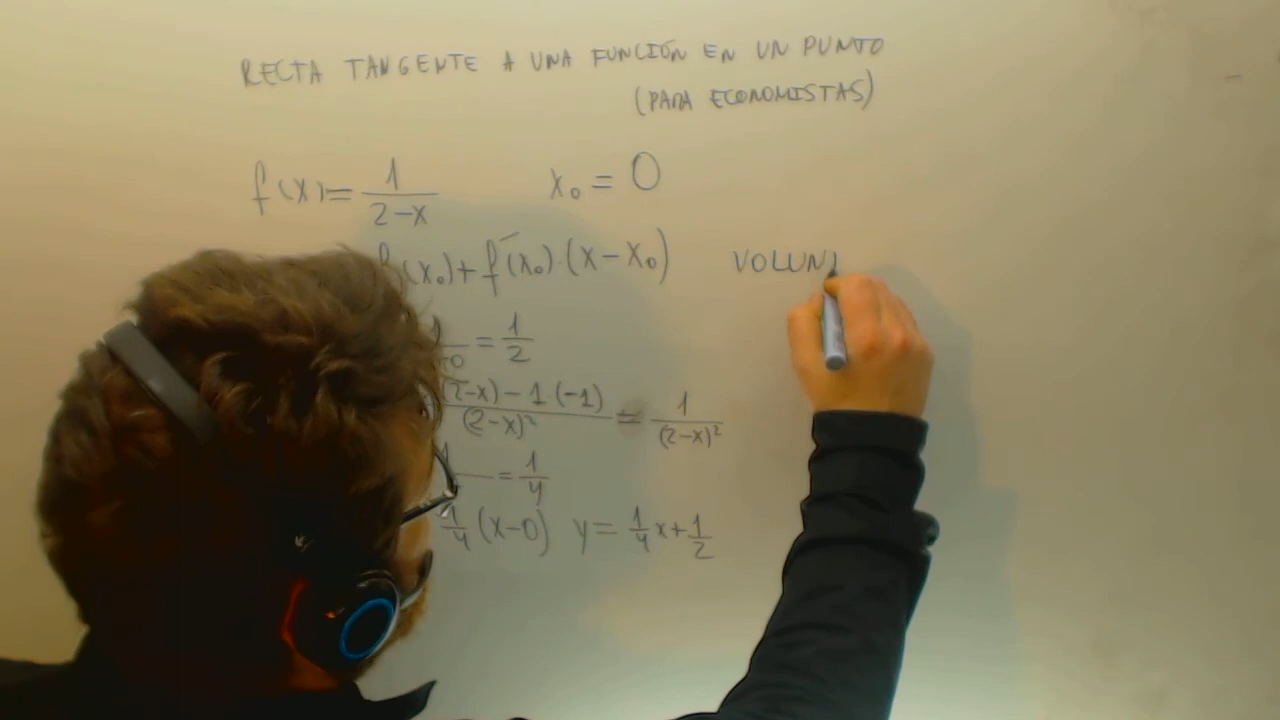 RECTA TANGENTE A UNA FUNCIÓN EN UN PUNTO
(PARA ECONOMISTAS)
f(x)= 1/(2-x) x₀ = 0
f(x₀)+f´(x₀)·(x-x₀) VOLUN
= 1/2
(2-x)-1(-1)/(2-x)² = 1/(2-x)²
= 1/4
1/4 (x-0) y= 1/4 x+ 1/2